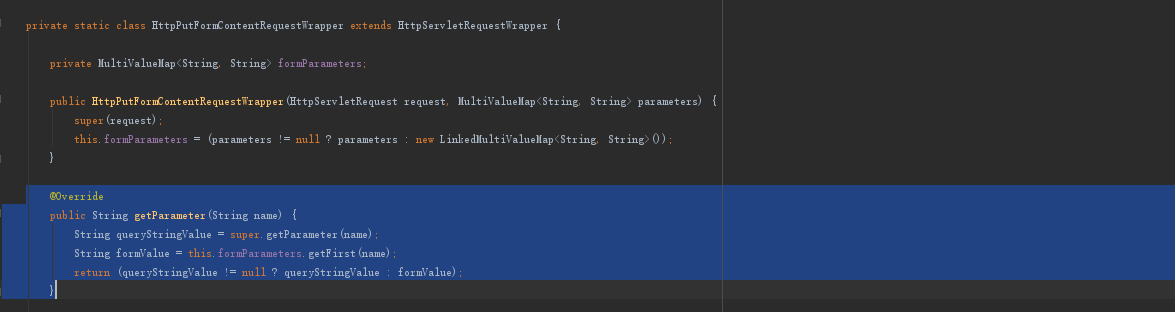 private static class HttpPutFormContentRequestWrapper extends HttpServletRequestWrapper {
private MultiValueMap<String, String> formParameters;
public HttpPutFormContentRequestWrapper(HttpServletRequest request, MultiValueMap<String, String> parameters) {
super(request);
this.formParameters = (parameters != null ? parameters : new LinkedMultiValueMap<String, String>());
}
@Override
public String getParameter(String name) {
String queryStringValue = super.getParameter(name);
String formValue = this.formParameters.getFirst(name);
return (queryStringValue != null ? queryStringValue : formValue);
}